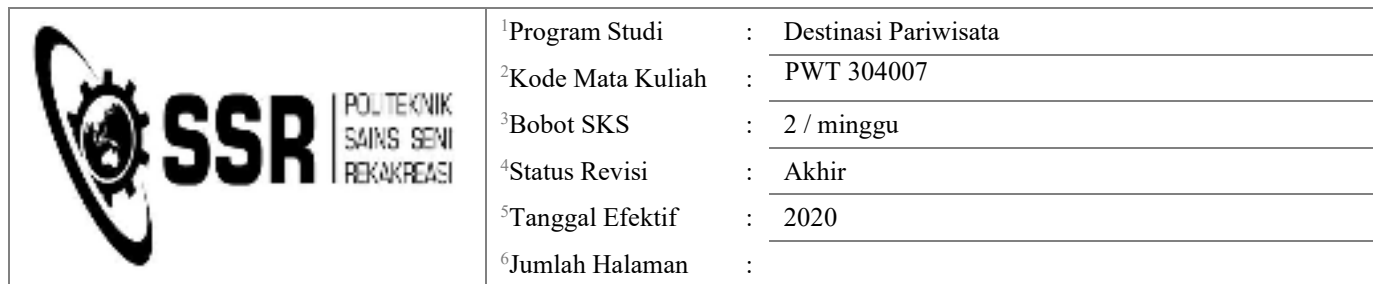 SSR
POLITEKNIK
SAINS SENI
REKAKREASI
¹Program Studi : Destinasi Pariwisata
²Kode Mata Kuliah : PWT 304007
³Bobot SKS : 2 / minggu
⁴Status Revisi : Akhir
⁵Tanggal Efektif : 2020
⁶Jumlah Halaman :